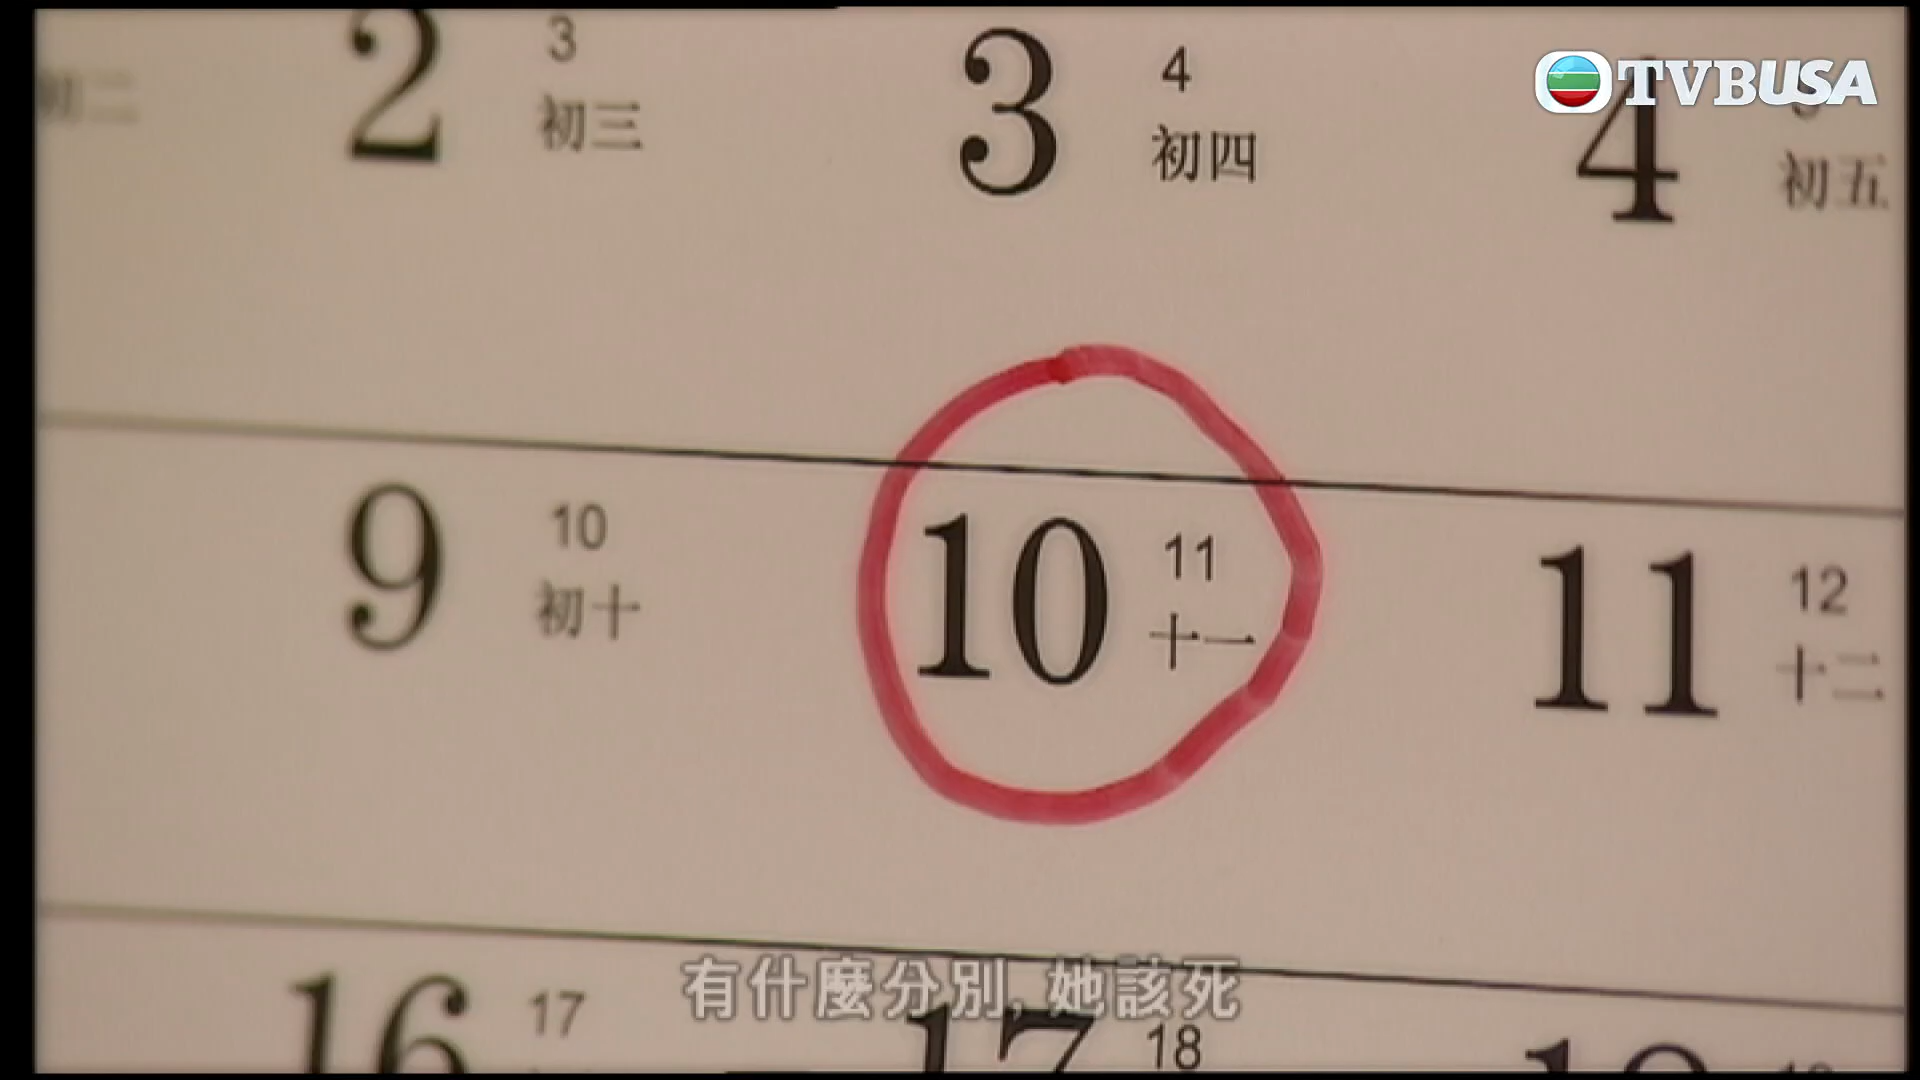 TVBUSA
初二
2 3 初三
3 4 初四
4 5 初五
9 10 初十
10 11 十一
11 12 十二
16 17
17 18
有什麼分別, 她該死